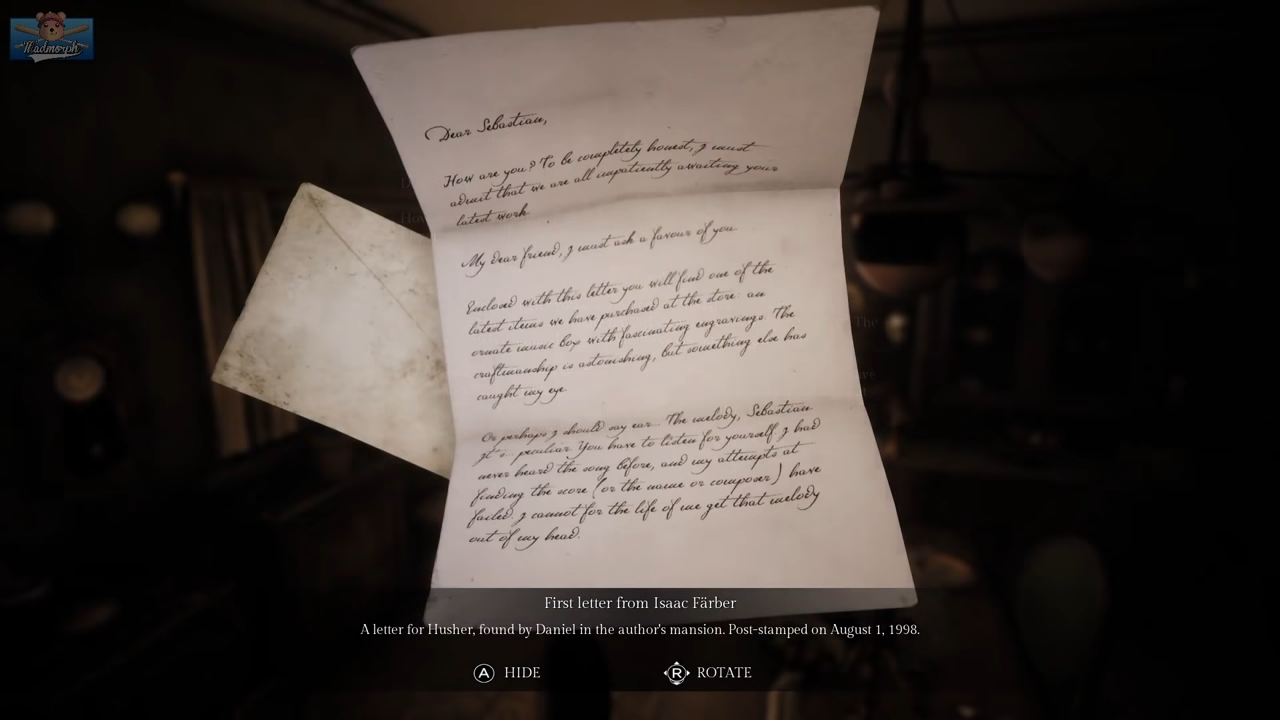 Madmorph
Dear Sebastian,
How are you? To be completely honest, I must
admit that we are all impatiently awaiting your
latest work.
My dear friend, I must ask a favour of you.
Enclosed with this letter you will find one of the
latest items we have purchased at the store: an
ornate music box with fascinating engravings. The
craftmanship is astonishing, but something else has
caught my eye.
Or perhaps I should say ear... The melody, Sebastian.
It's... peculiar. You have to listen for yourself. I had
never heard the song before, and my attempts at
finding the score (or the name or composer) have
failed. I cannot for the life of me get that melody
out of my head.
First letter from Isaac Färber
A letter for Husher, found by Daniel in the author's mansion. Post-stamped on August 1, 1998.
A HIDE
R ROTATE